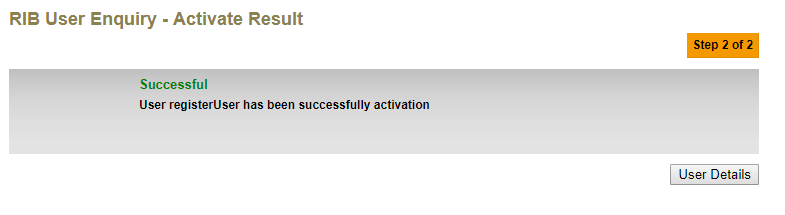 RIB User Enquiry - Activate Result
Step 2 of 2
Successful
User registerUser has been successfully activation
User Details